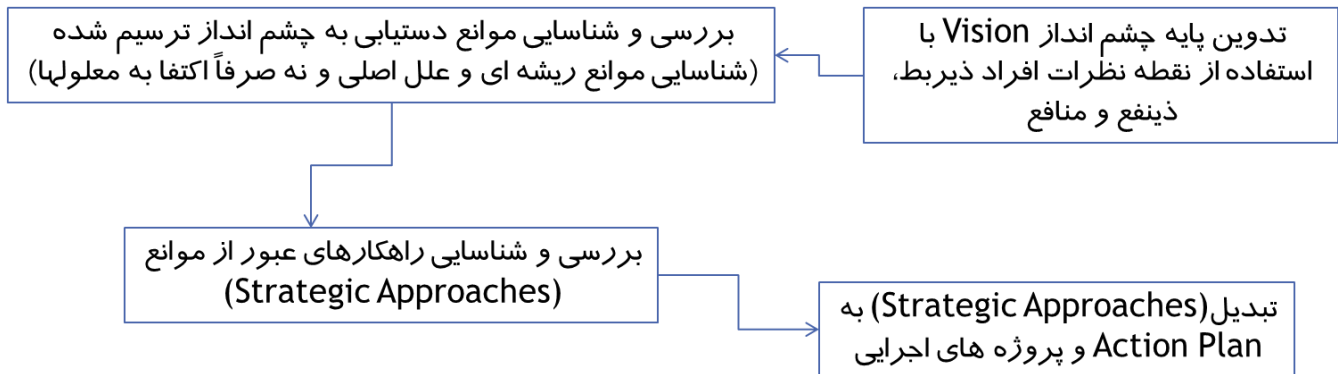 تدوین پایه چشم انداز Vision با
استفاده از نقطه نظرات افراد ذیربط،
ذینفع و منافع
بررسی و شناسایی موانع دستیابی به چشم انداز ترسیم شده
(شناسایی موانع ریشه ای و علل اصلی و نه صرفاً اکتفا به معلولها)
بررسی و شناسایی راهکارهای عبور از موانع
(Strategic Approaches)
تبدیل(Strategic Approaches) به
Action Plan و پروژه های اجرایی